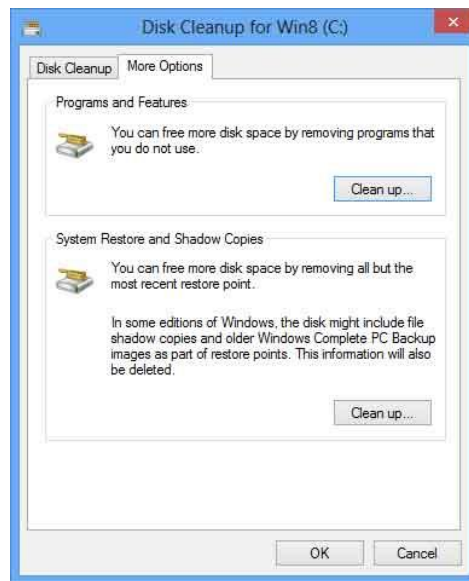 Disk Cleanup for Win8 (C:)
Disk Cleanup More Options
Programs and Features
You can free more disk space by removing programs that
you do not use.
Clean up...
System Restore and Shadow Copies
You can free more disk space by removing all but the
most recent restore point.
In some editions of Windows, the disk might include file
shadow copies and older Windows Complete PC Backup
images as part of restore points. This information will also
be deleted.
Clean up...
OK Cancel